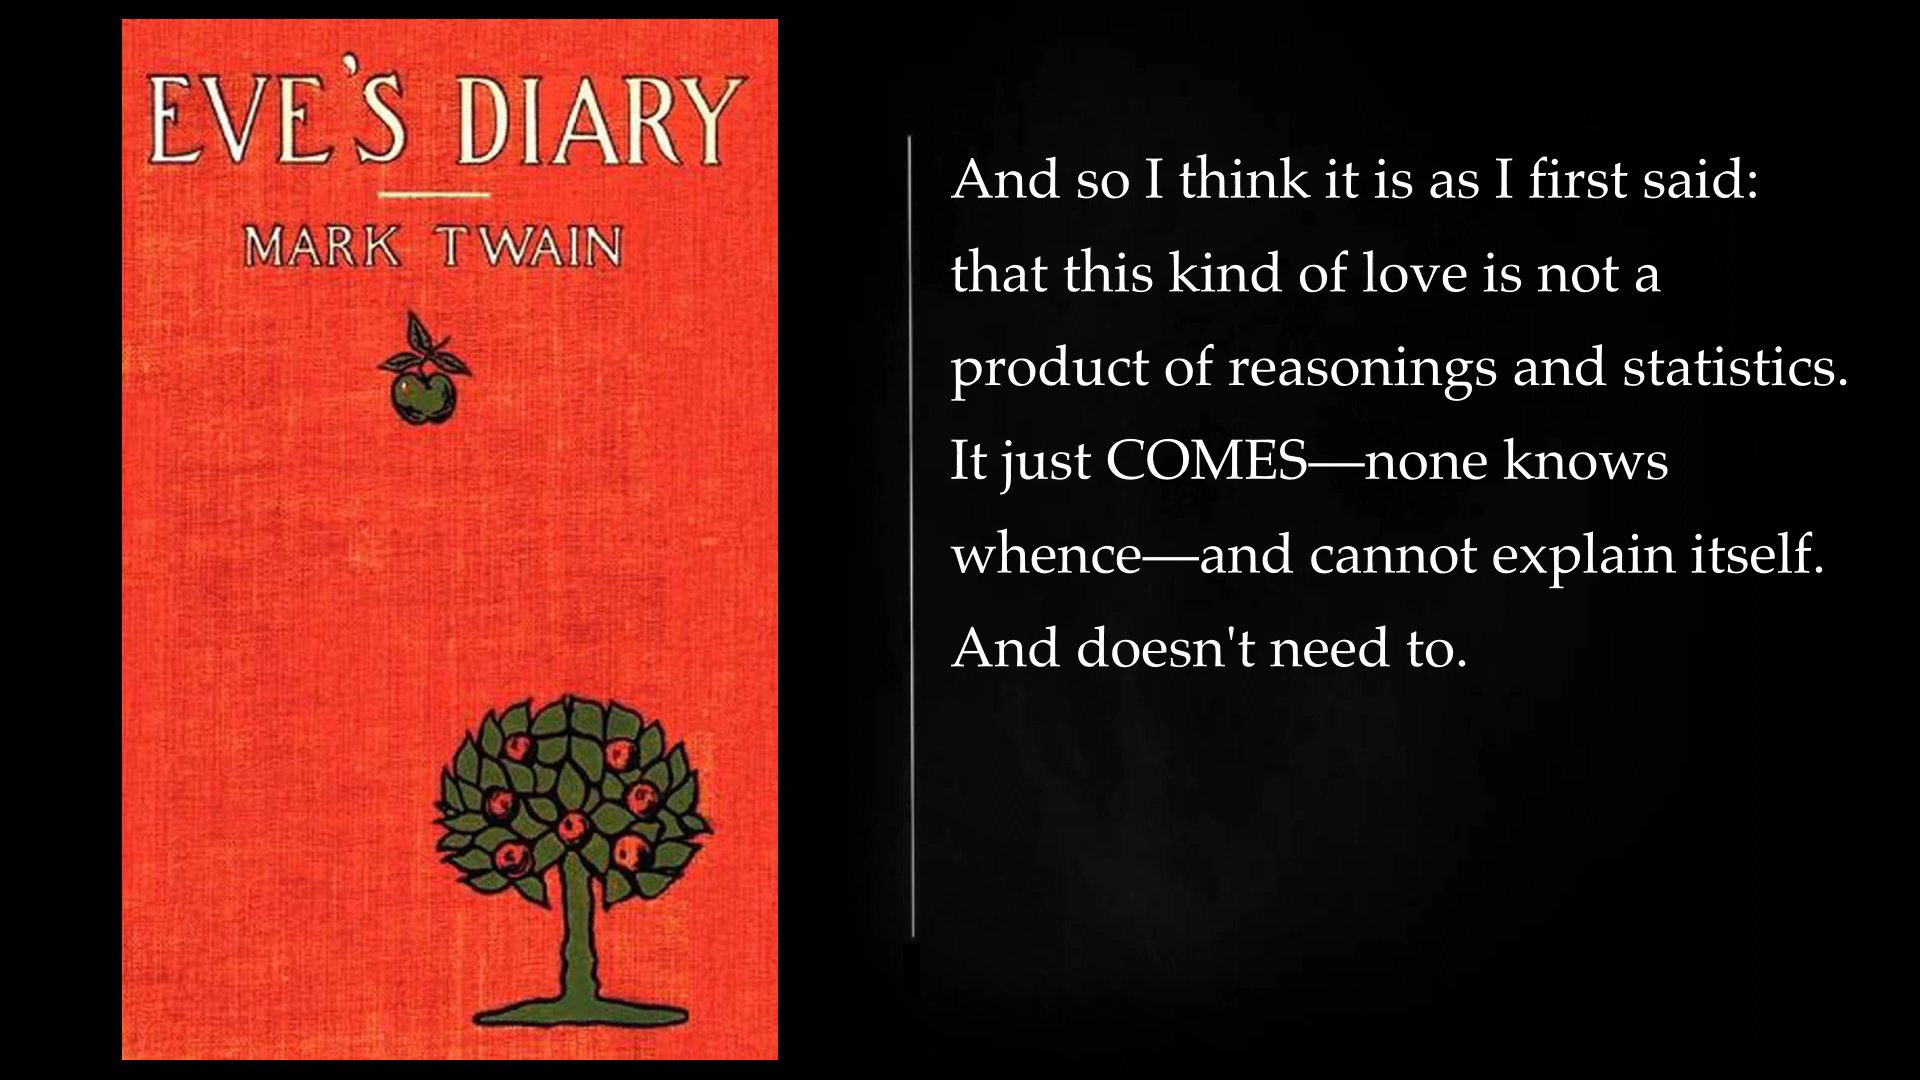 EVE'S DIARY
MARK TWAIN
And so I think it is as I first said:
that this kind of love is not a
product of reasonings and statistics.
It just COMES—none knows
whence—and cannot explain itself.
And doesn't need to.